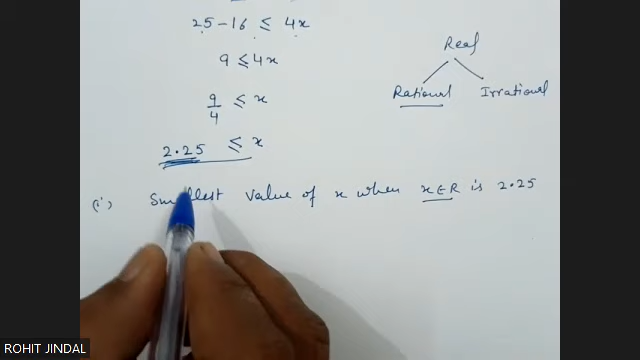 25-16 ≤ 4x
9 ≤ 4x
9/4 ≤ x
2.25 ≤ x
Real
Rational Irrational
(i) Smallest value of x when x∈R is 2.25
ROHIT JINDAL